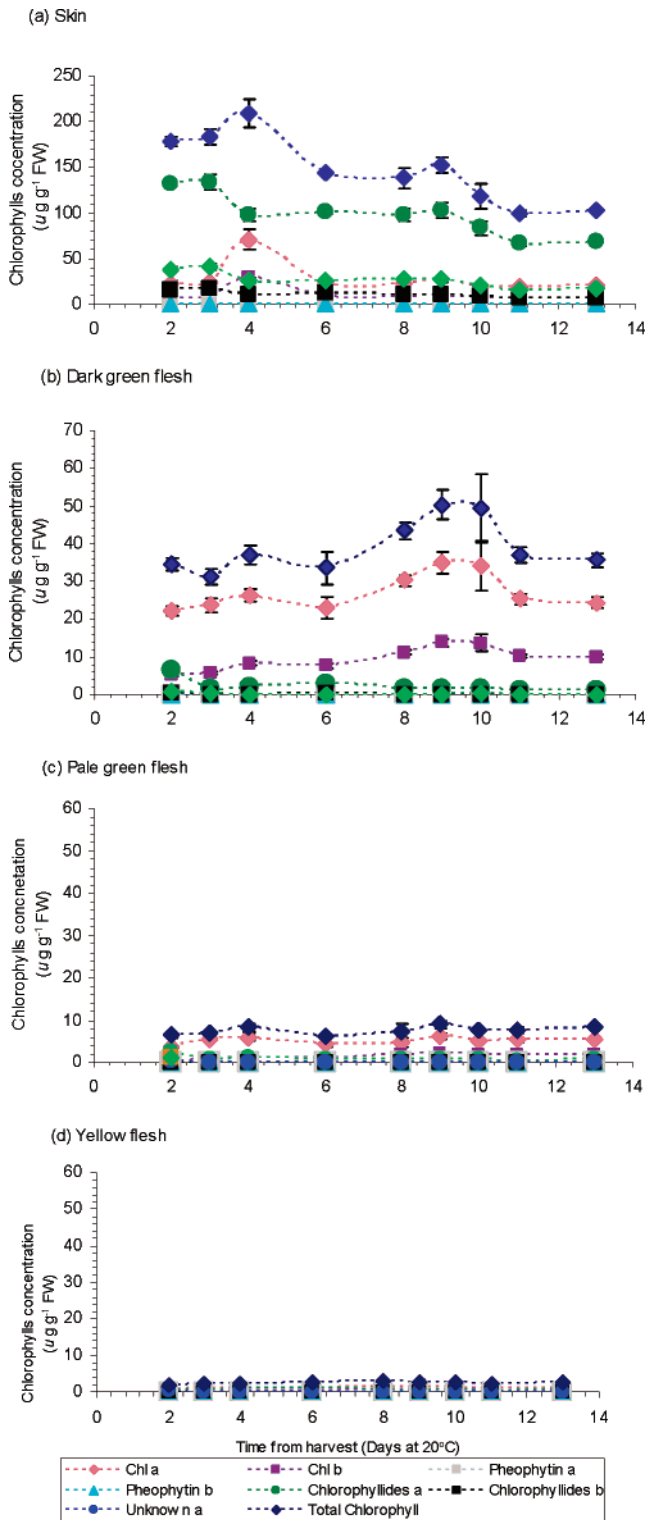 (a) Skin
Chlorophylls cocentration
(ug g-1 FW)
250
200
150
100
50
0
0 2 4 6 8 10 12 14
(b) Dark green flesh
Chlorophylls concentration
(ug g-1 FW)
70
60
50
40
30
20
10
0
0 2 4 6 8 10 12 14
(c) Pale green flesh
Chlorophylls concnetation
(ug g-1 FW)
60
50
40
30
20
10
0
0 2 4 6 8 10 12 14
(d) Yellow flesh
Chlorophylls concentration
(ug g-1 FW)
60
50
40
30
20
10
0
0 2 4 6 8 10 12 14
Time from harvest (Days at 20°C)
Chl a Chl b Pheophytin a
Pheophytin b Chlorophyllides a Chlorophyllides b
Unknown a Total Chlorophyll